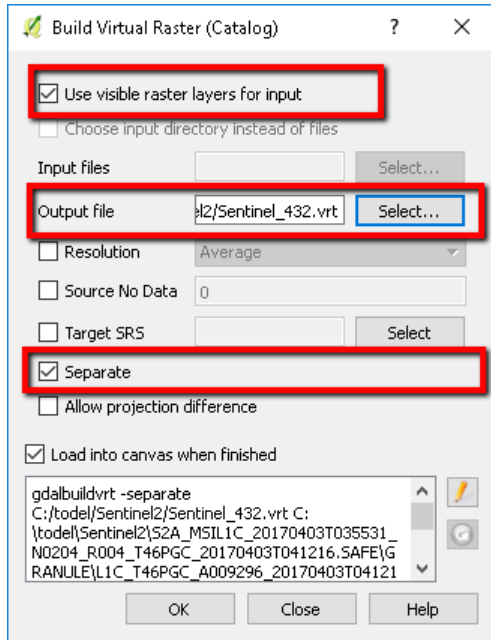 Build Virtual Raster (Catalog) ?
Use visible raster layers for input
Choose input directory instead of files
Input files Select...
Output file el2/Sentinel_432.vrt Select...
Resolution Average
Source No Data 0
Target SRS Select
Separate
Allow projection difference
Load into canvas when finished
gdalbuildvrt -separate
C:/todel/Sentinel2/Sentinel_432.vrt C:
\todel\Sentinel2\S2A_MSIL1C_20170403T035531_
N0204_R004_T46PGC_20170403T041216.SAFE\G
RANULE\L1C_T46PGC_A009296_20170403T04121
OK Close Help